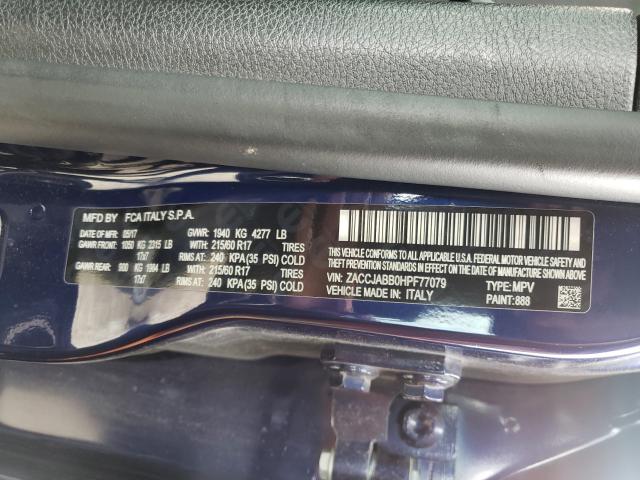 MFD BY FCA ITALY S.P.A.
DATE OF MFR: 05/17 GVWR: 1940 KG 4277 LB
GAWR FRONT: 1050 KG 2315 LB WITH: 215/60 R17 TIRES
17x7 RIMS AT: 240 KPA(35 PSI) COLD
GAWR REAR: 900 KG 1984 LB WITH: 215/60 R17 TIRES
17x7 RIMS AT: 240 KPA(35 PSI) COLD
THIS VEHICLE CONFORMS TO ALL APPLICABLE U.S.A. FEDERAL MOTOR VEHICLE SAFETY,
BUMPER, AND THEFT PREVENTION STANDARDS IN EFFECT ON THE DATE OF
MANUFACTURE SHOWN ABOVE.
VIN: ZACCJABB0HPF77079 TYPE: MPV
VEHICLE MADE IN: ITALY PAINT: 888